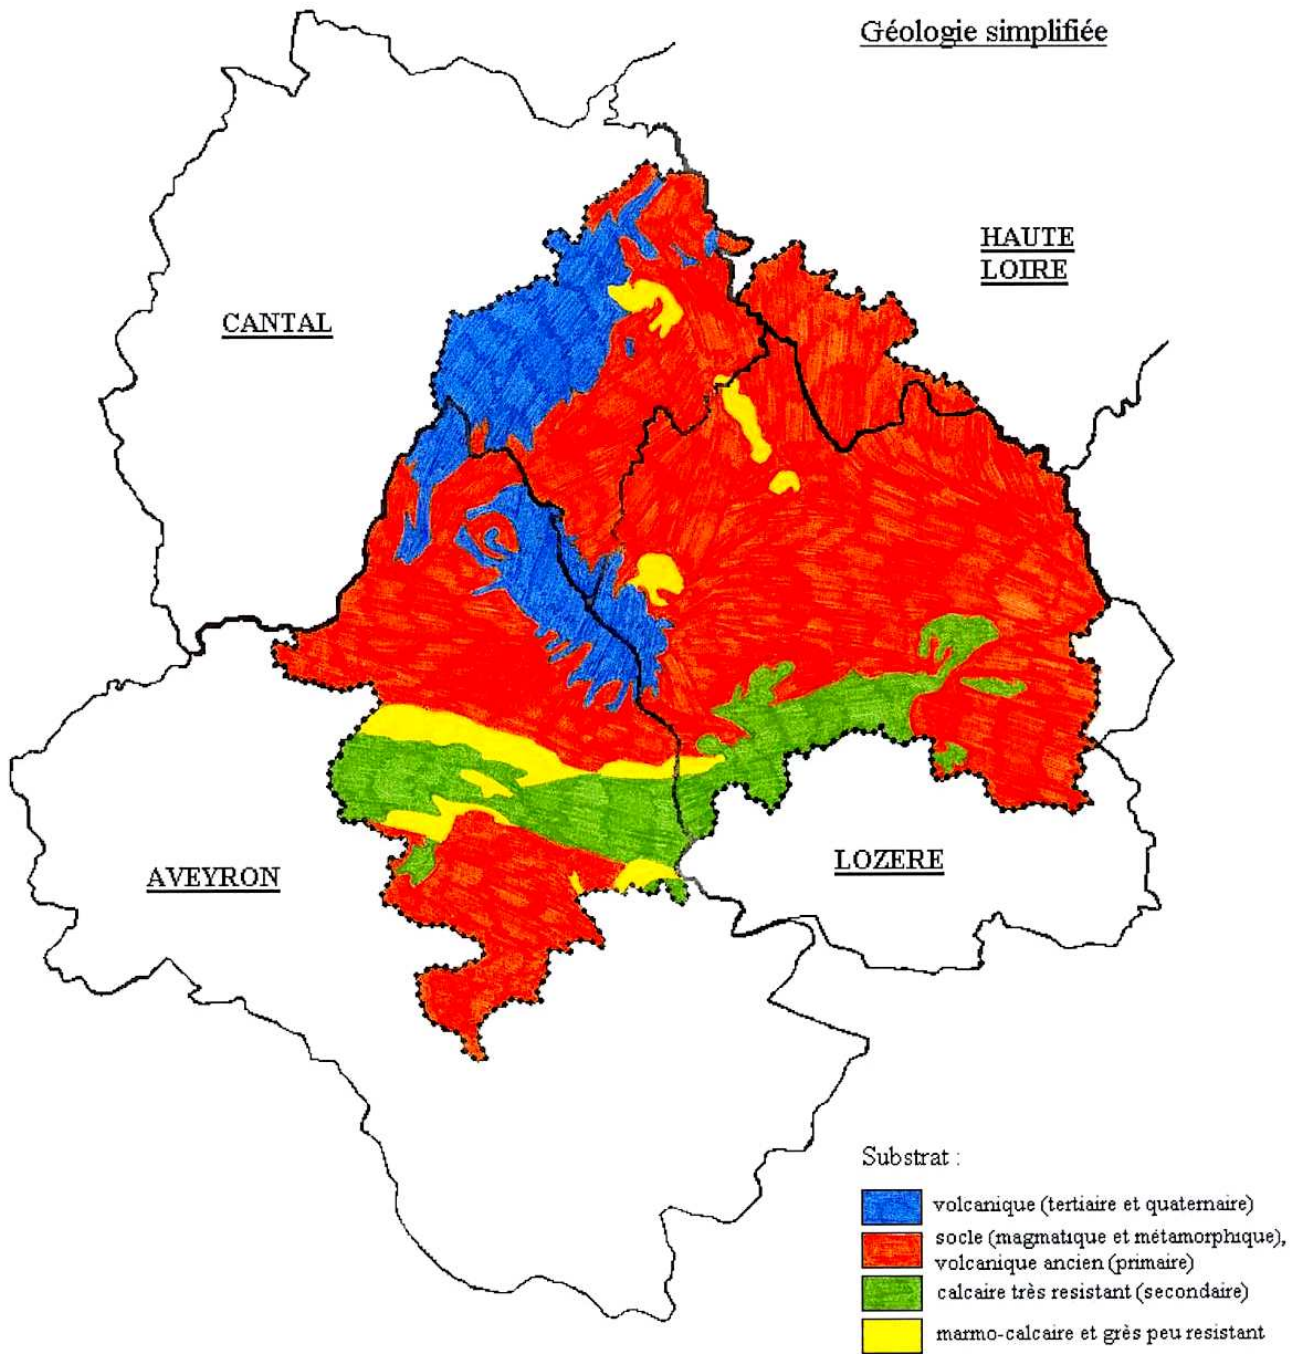 Géologie simplifiée
HAUTE
LOIRE
CANTAL
AVEYRON
LOZERE
Substrat :
volcanique (tertiaire et quaternaire)
socle (magmatique et métamorphique),
volcanique ancien (primaire)
calcaire très resistant (secondaire)
marmo-calcaire et grès peu resistant